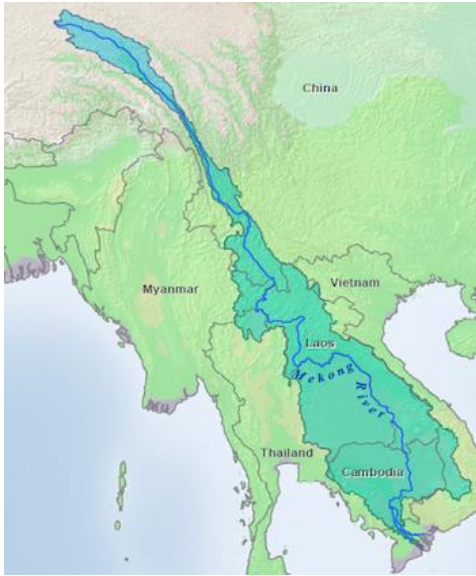 China
Myanmar
Vietnam
Laos
Mekong River
Thailand
Cambodia